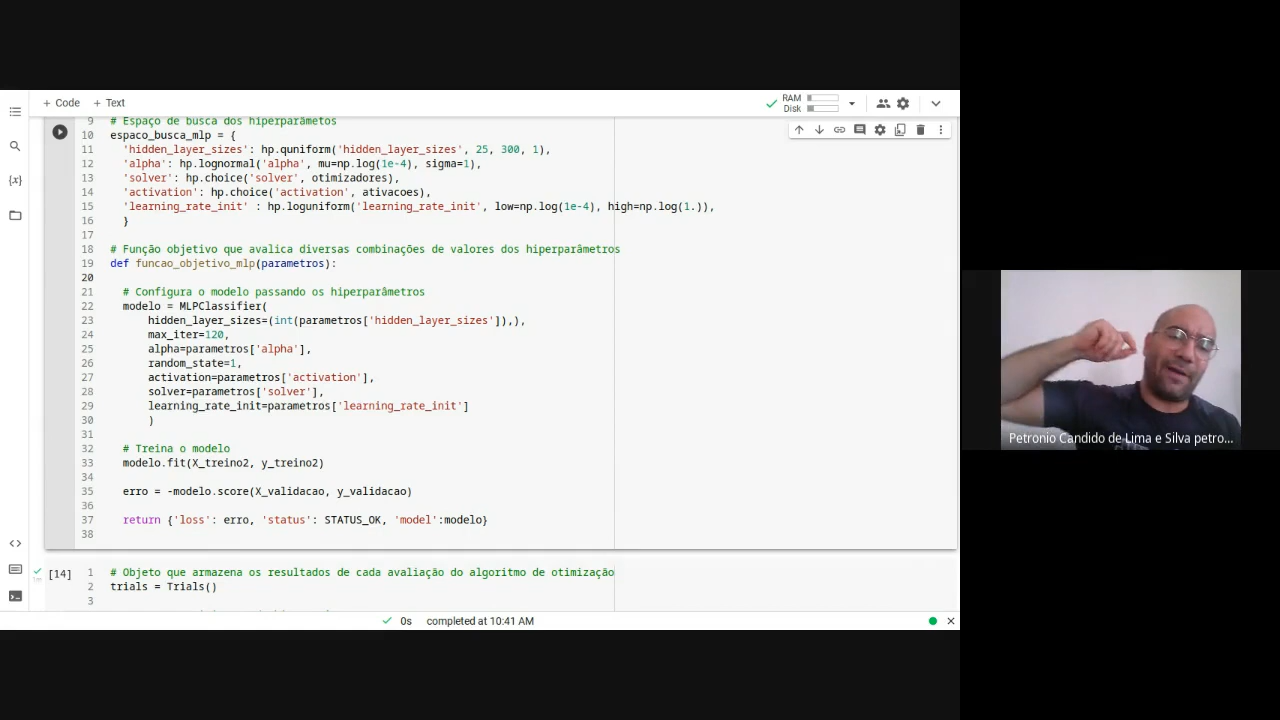 + Code + Text
RAM
Disk
9 # Espaço de busca dos hiperparâmetos
10 espaco_busca_mlp = {
11 'hidden_layer_sizes': hp.quniform('hidden_layer_sizes', 25, 300, 1),
12 'alpha': hp.lognormal('alpha', mu=np.log(1e-4), sigma=1),
13 'solver': hp.choice('solver', otimizadores),
14 'activation': hp.choice('activation', ativacoes),
15 'learning_rate_init' : hp.loguniform('learning_rate_init', low=np.log(1e-4), high=np.log(1.)),
16 }
17
18 # Função objetivo que avalica diversas combinações de valores dos hiperparâmetros
19 def funcao_objetivo_mlp(parametros):
20
21 # Configura o modelo passando os hiperparâmetros
22 modelo = MLPClassifier(
23 hidden_layer_sizes=(int(parametros['hidden_layer_sizes']),),
24 max_iter=120,
25 alpha=parametros['alpha'],
26 random_state=1,
27 activation=parametros['activation'],
28 solver=parametros['solver'],
29 learning_rate_init=parametros['learning_rate_init']
30 )
31
32 # Treina o modelo
33 modelo.fit(X_treino2, y_treino2)
34
35 erro = -modelo.score(X_validacao, y_validacao)
36
37 return {'loss': erro, 'status': STATUS_OK, 'model':modelo}
38
[14] 1 # Objeto que armazena os resultados de cada avaliação do algoritmo de otimização
2 trials = Trials()
3
0s completed at 10:41 AM
Petronio Candido de Lima e Silva petro...